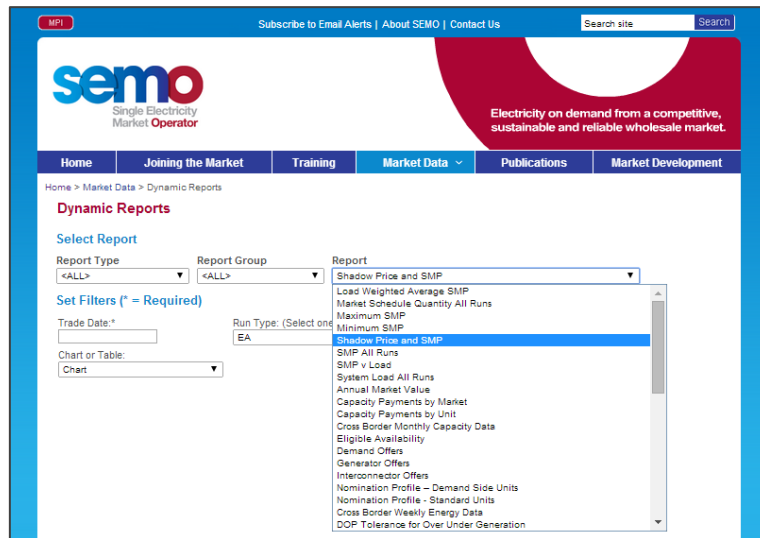 MPI
Subscribe to Email Alerts | About SEMO | Contact Us
Search site
Search
semo
Single Electricity
Market Operator
Electricity on demand from a competitive,
sustainable and reliable wholesale market.
Home
Joining the Market
Training
Market Data
Publications
Market Development
Home > Market Data > Dynamic Reports
Dynamic Reports
Select Report
Report Type
Report Group
Report
<ALL>
<ALL>
Shadow Price and SMP
Set Filters (* = Required)
Trade Date:*
Run Type: (Select one
EA
Chart or Table:
Chart
Load Weighted Average SMP
Market Schedule Quantity All Runs
Maximum SMP
Minimum SMP
Shadow Price and SMP
SMP All Runs
SMP v Load
System Load All Runs
Annual Market Value
Capacity Payments by Market
Capacity Payments by Unit
Cross Border Monthly Capacity Data
Eligible Availability
Demand Offers
Generator Offers
Interconnector Offers
Nomination Profile – Demand Side Units
Nomination Profile - Standard Units
Cross Border Weekly Energy Data
DOP Tolerance for Over Under Generation